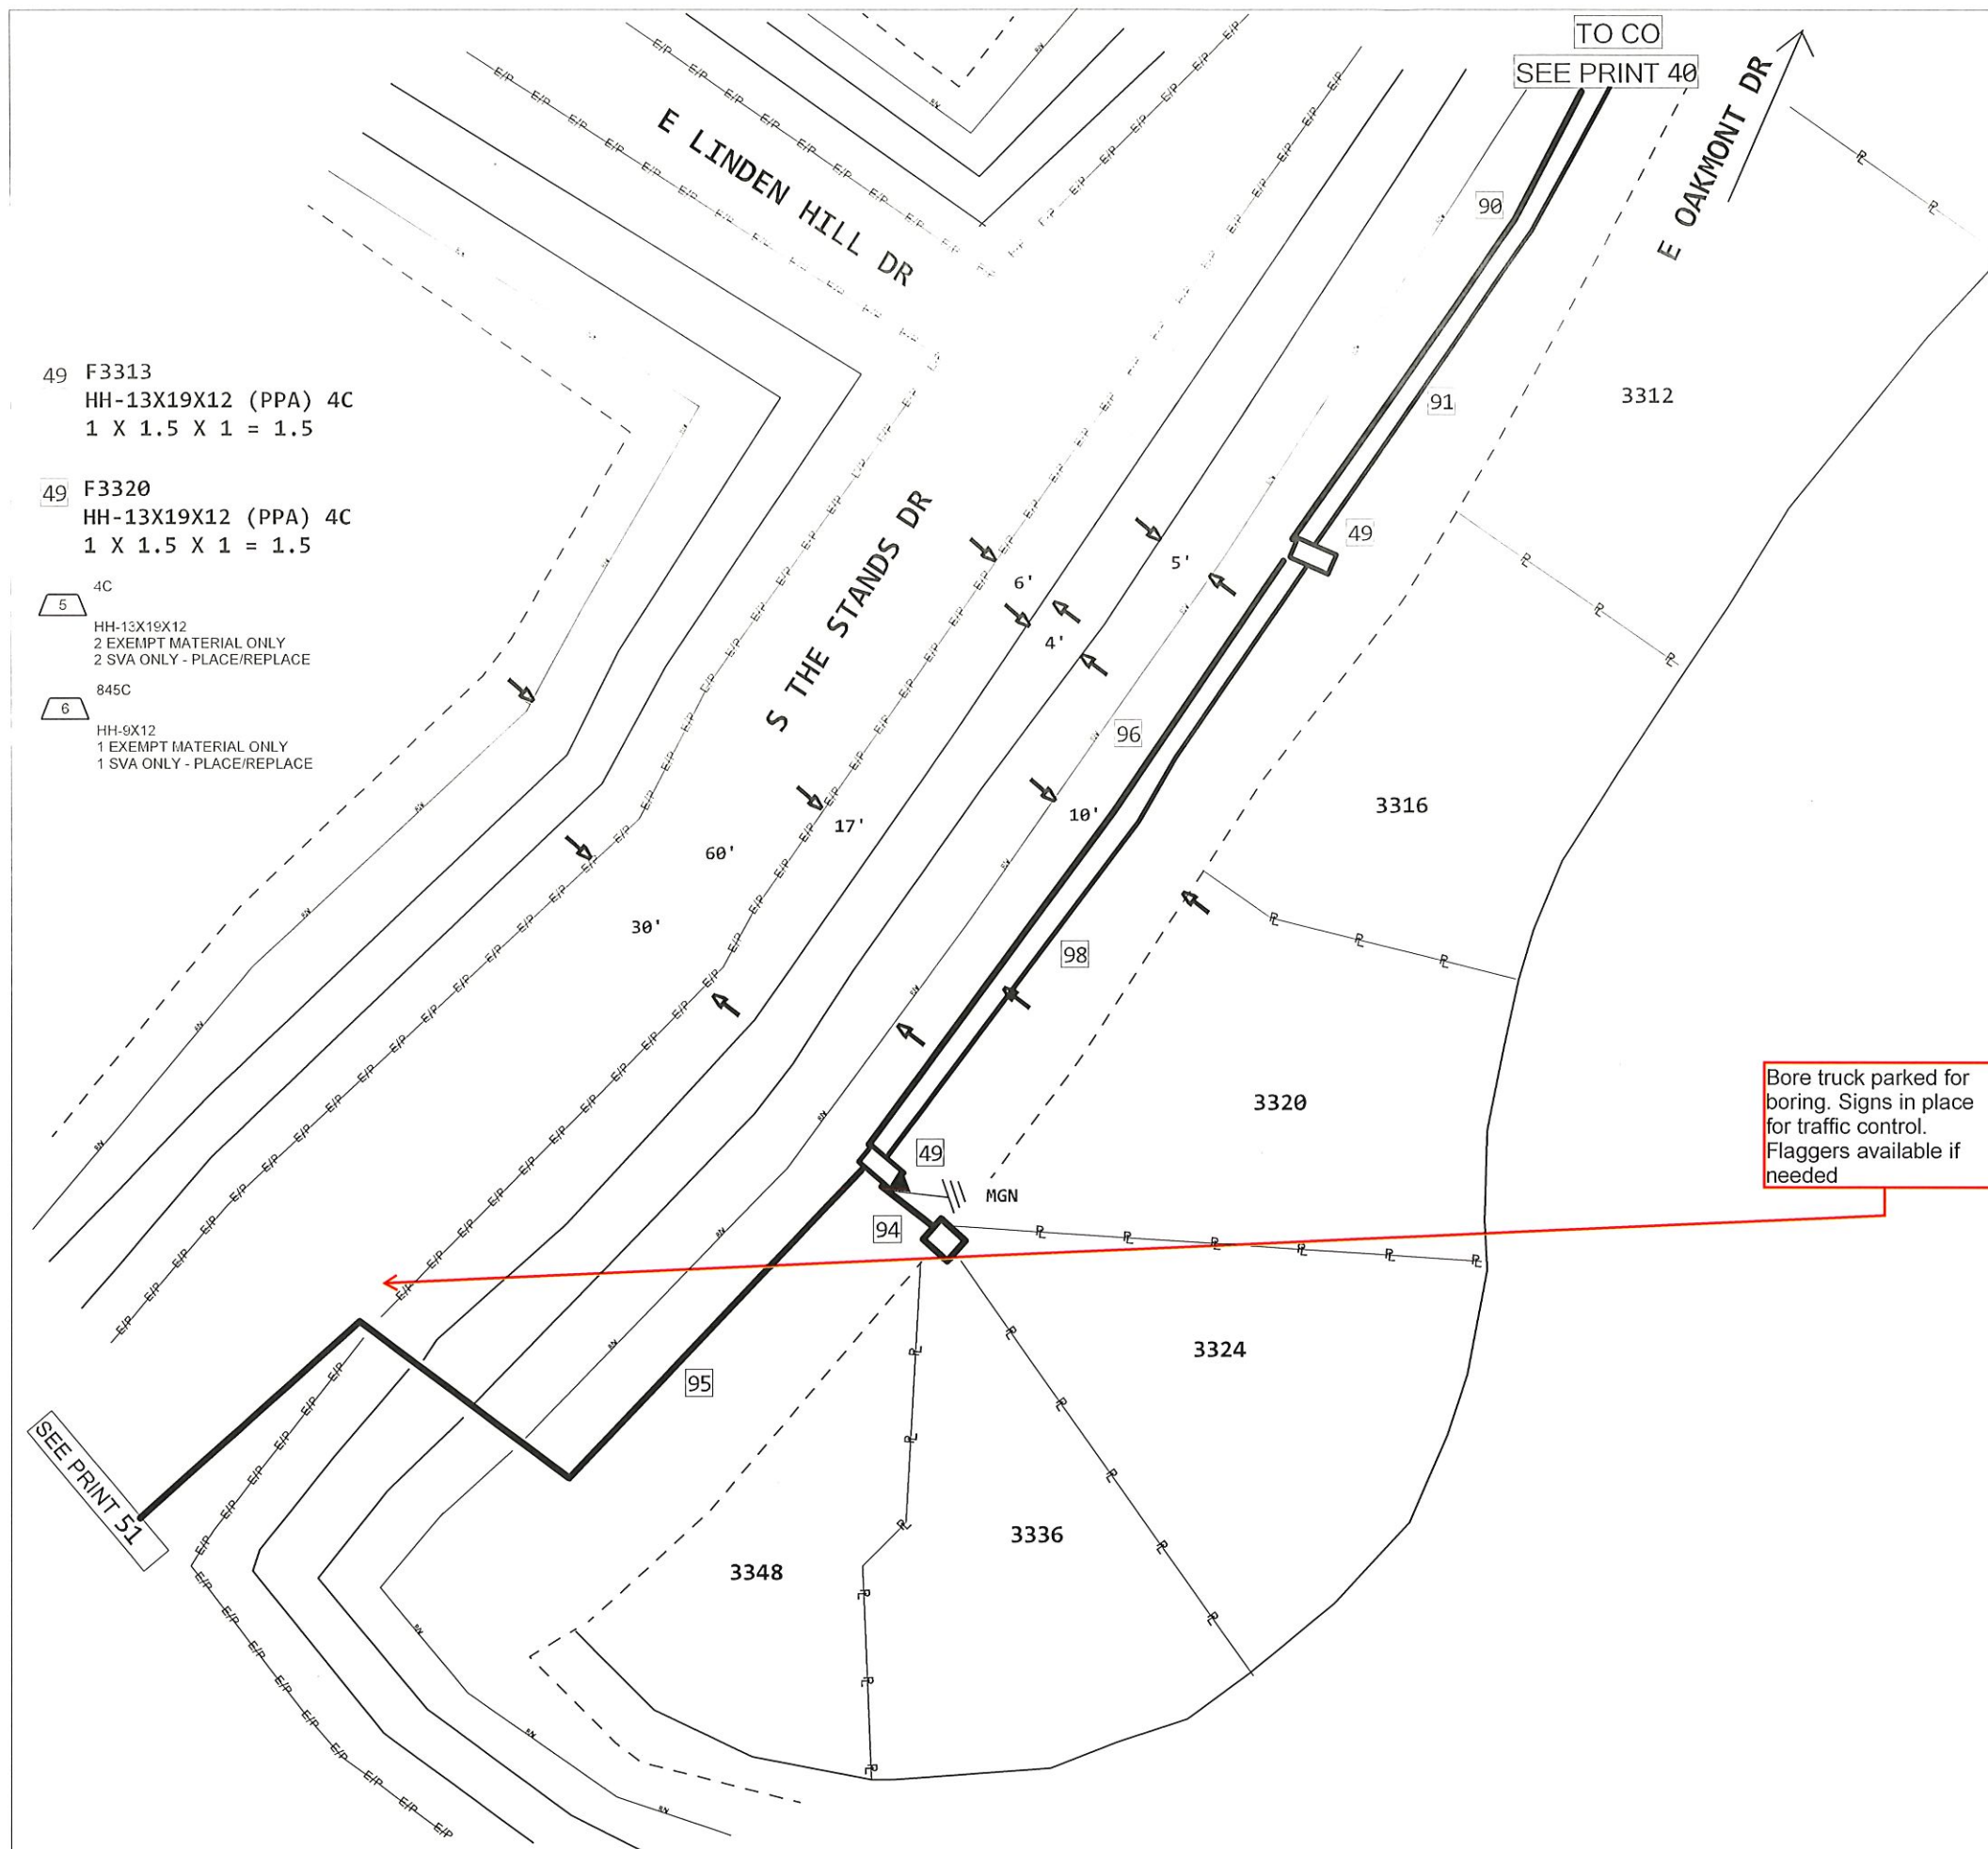 TO CO
SEE PRINT 40
E OAKMONT DR
E LINDEN HILL DR
S THE STANDS DR
49 F3313
HH-13X19X12 (PPA) 4C
1 X 1.5 X 1 = 1.5
49 F3320
HH-13X19X12 (PPA) 4C
1 X 1.5 X 1 = 1.5
4C
5
HH-13X19X12
2 EXEMPT MATERIAL ONLY
2 SVA ONLY - PLACE/REPLACE
845C
6
HH-9X12
1 EXEMPT MATERIAL ONLY
1 SVA ONLY - PLACE/REPLACE
90
91
3312
49
5'
6'
4'
96
10'
3316
17'
60'
30'
98
3320
Bore truck parked for
boring. Signs in place
for traffic control.
Flaggers available if
needed
49
MGN
94
3324
95
SEE PRINT 51
3336
3348